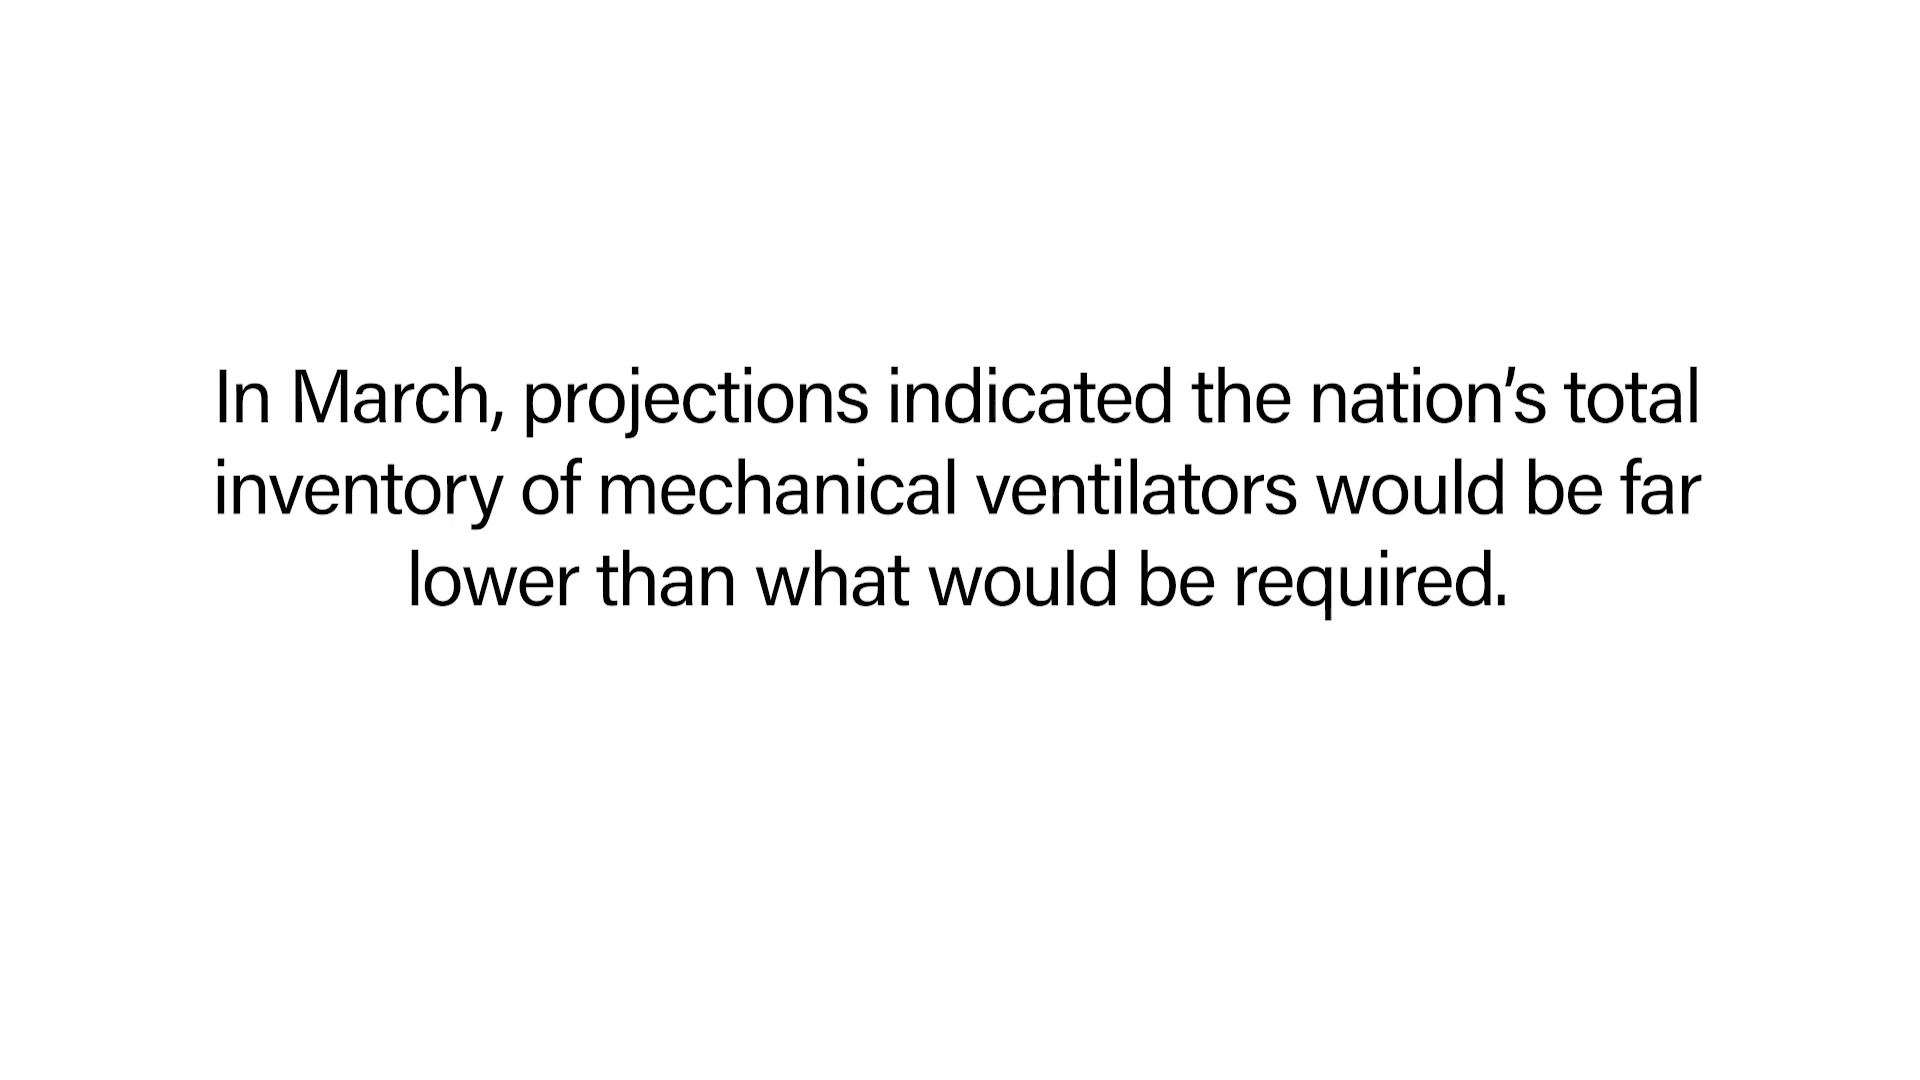 In March, projections indicated the nation’s total
inventory of mechanical ventilators would be far
lower than what would be required.